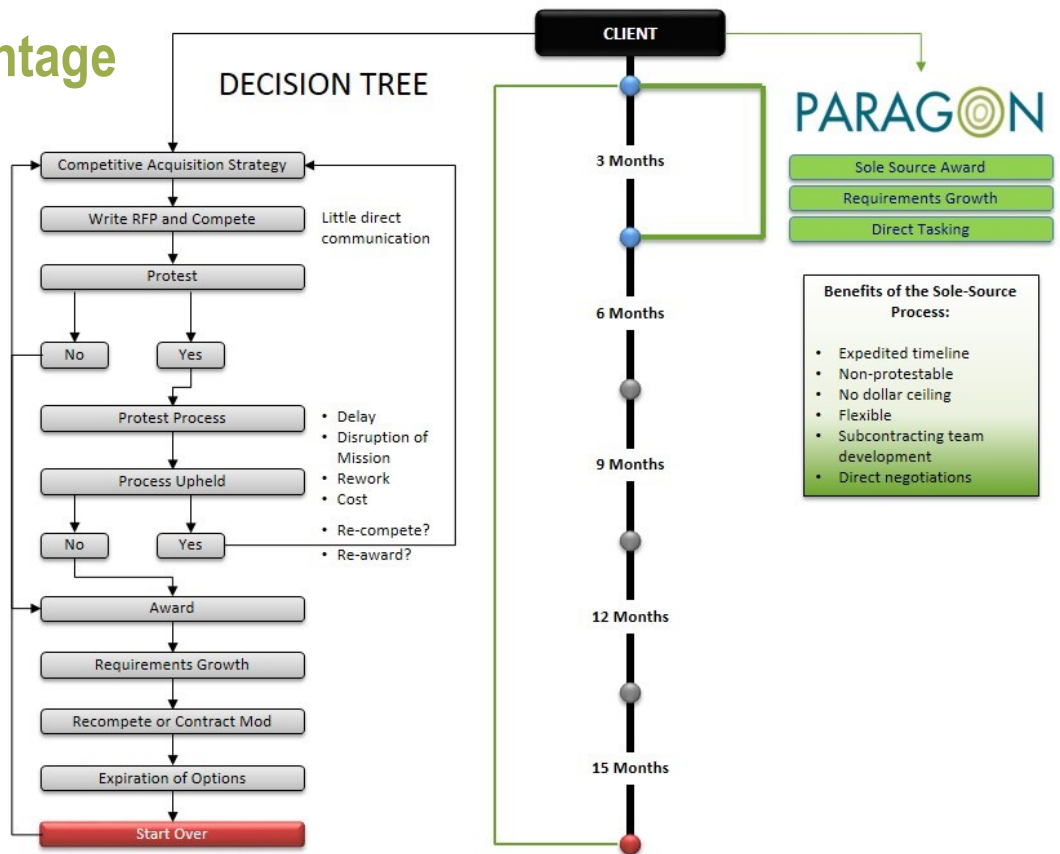 ntage
DECISION TREE
CLIENT
PARAGON
Competitive Acquisition Strategy
Write RFP and Compete
Little direct
communication
Protest
No
Yes
Protest Process
• Delay
• Disruption of
Mission
• Rework
• Cost
Process Upheld
• Re-compete?
• Re-award?
No
Yes
Award
Requirements Growth
Recompete or Contract Mod
Expiration of Options
Start Over
3 Months
6 Months
9 Months
12 Months
15 Months
Sole Source Award
Requirements Growth
Direct Tasking
Benefits of the Sole-Source
Process:
• Expedited timeline
• Non-protestable
• No dollar ceiling
• Flexible
• Subcontracting team
development
• Direct negotiations